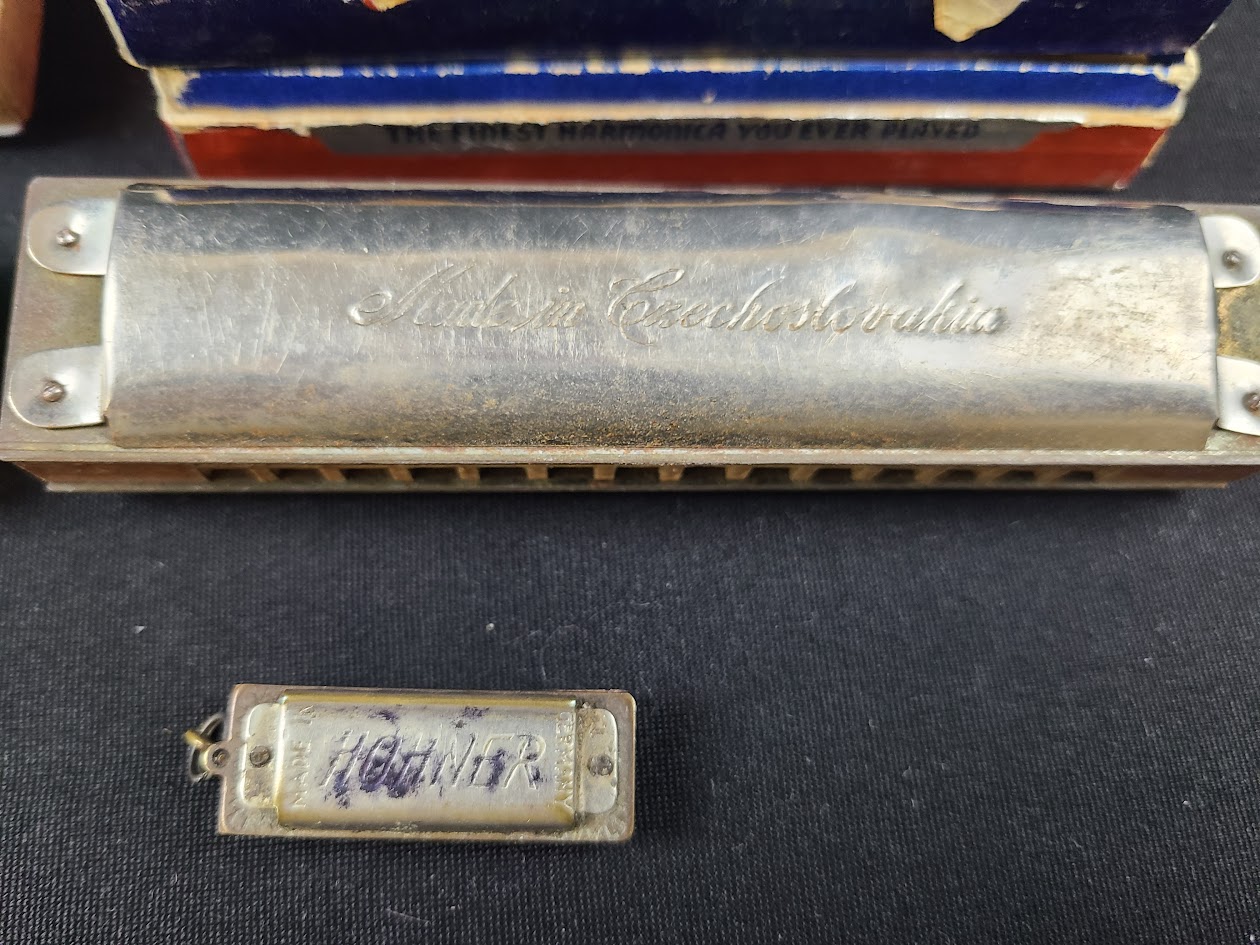 THE FINEST HARMONICA YOU EVER PLAYED
Made in Czechoslovakia
MADE IN
HOHNER
GERMANY